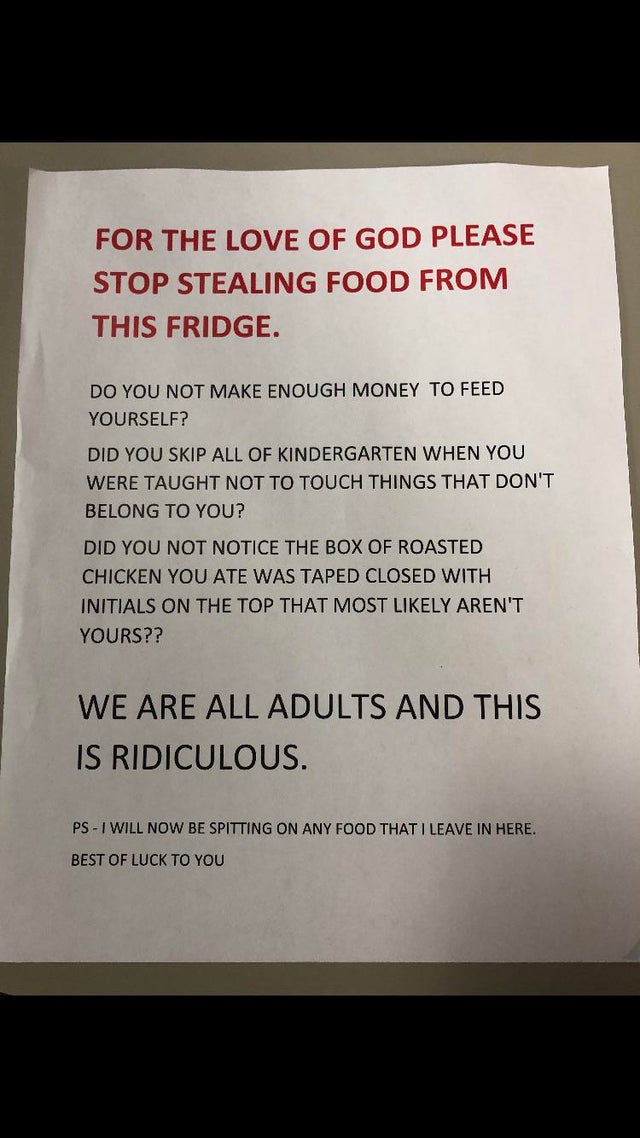 FOR THE LOVE OF GOD PLEASE
STOP STEALING FOOD FROM
THIS FRIDGE.
DO YOU NOT MAKE ENOUGH MONEY TO FEED
YOURSELF?
DID YOU SKIP ALL OF KINDERGARTEN WHEN YOU
WERE TAUGHT NOT TO TOUCH THINGS THAT DON'T
BELONG TO YOU?
DID YOU NOT NOTICE THE BOX OF ROASTED
CHICKEN YOU ATE WAS TAPED CLOSED WITH
INITIALS ON THE TOP THAT MOST LIKELY AREN'T
YOURS??
WE ARE ALL ADULTS AND THIS
IS RIDICULOUS.
PS - I WILL NOW BE SPITTING ON ANY FOOD THAT I LEAVE IN HERE.
BEST OF LUCK TO YOU